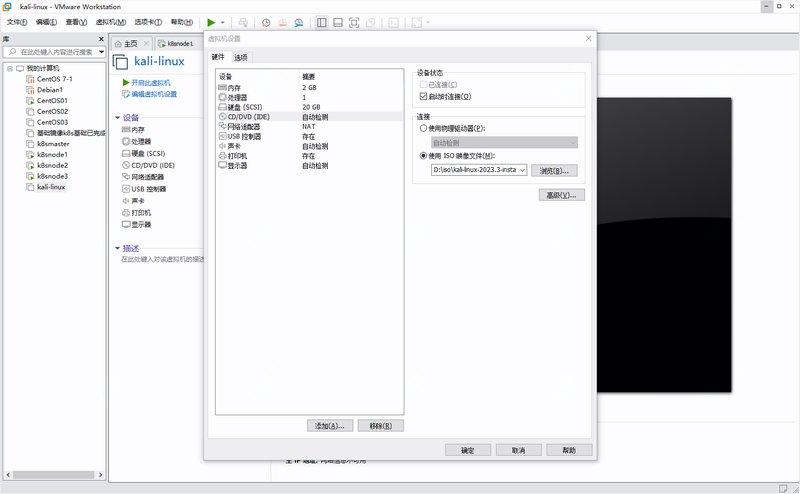 kali-linux - VMware Workstation
文件(F) 编辑(E) 查看(V) 虚拟机(M) 选项卡(T) 帮助(H)
库
在此处键入内容进行搜索
我的计算机
CentOS 7-1
Debian1
CentOS01
CentOS02
CentOS03
基础镜像k8s基础已完成
k8smaster
k8snode1
k8snode2
k8snode3
kali-linux
主页
k8snode1
kali-linux
开启此虚拟机
编辑虚拟机设置
设备
内存
处理器
硬盘 (SCSI)
CD/DVD (IDE)
网络适配器
USB 控制器
声卡
打印机
显示器
描述
在此处键入对该虚拟机的描述
虚拟机设置
硬件 选项
设备 摘要
内存 2 GB
处理器 1
硬盘 (SCSI) 20 GB
CD/DVD (IDE) 自动检测
网络适配器 NAT
USB 控制器 存在
声卡 自动检测
打印机 存在
显示器 自动检测
添加(A)... 移除(R)
设备状态
已连接(C)
启动时连接(O)
连接
使用物理驱动器(P):
自动检测
使用 ISO 映像文件(M):
D:\iso\kali-linux-2023.3-insta
浏览(B)...
高级(V)...
确定 取消 帮助